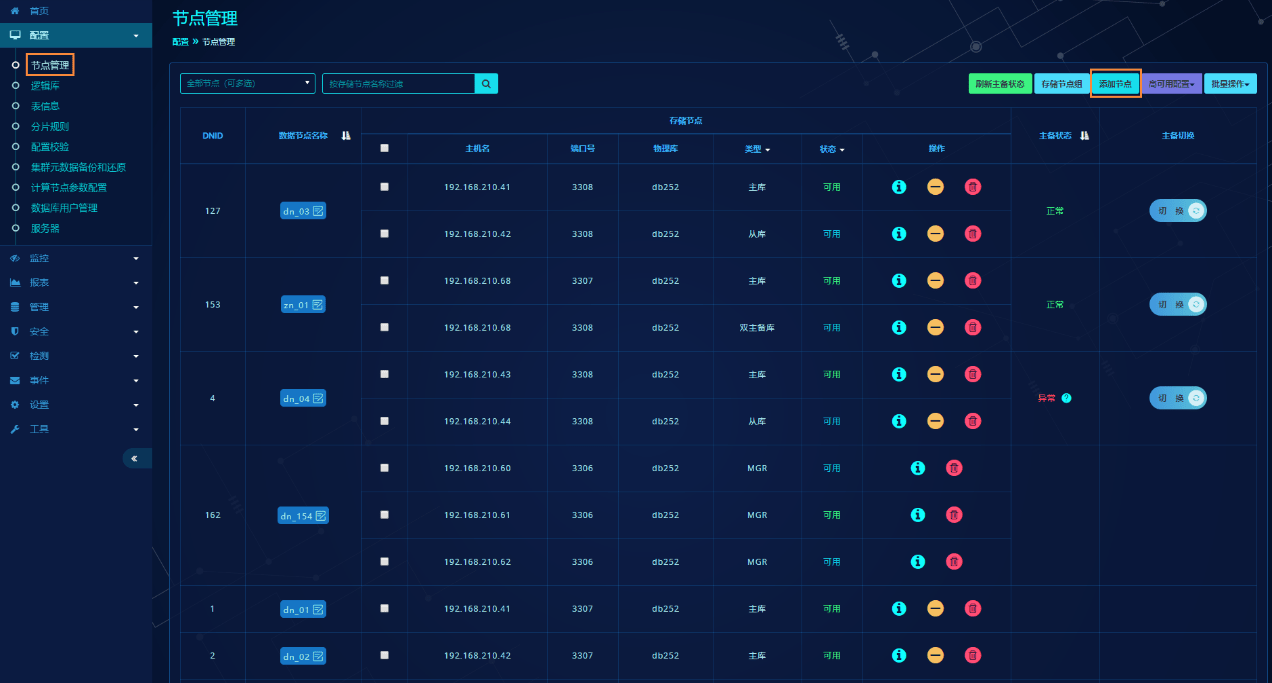 首页
配置
节点管理
逻辑库
表信息
分片规则
配置校验
集群元数据备份和还原
计算节点参数配置
数据库用户管理
服务器
监控
报表
管理
安全
检测
事件
设置
工具
节点管理
配置 » 节点管理
全部节点 (可多选)
按存储节点名称过滤
刷新主备状态
存储节点组
添加节点
高可用配置
批量操作
DNID
数据节点名称
存储节点
主备状态
主备切换
主机名
端口号
物理库
类型
状态
操作
127
dn_03
192.168.210.41 3308 db252 主库 可用
192.168.210.42 3308 db252 从库 可用
正常
切 换
153
zn_01
192.168.210.68 3307 db252 主库 可用
192.168.210.68 3308 db252 双主备库 可用
正常
切 换
4
dn_04
192.168.210.43 3308 db252 主库 可用
192.168.210.44 3308 db252 从库 可用
异常
切 换
162
dn_154
192.168.210.60 3306 db252 MGR 可用
192.168.210.61 3306 db252 MGR 可用
192.168.210.62 3306 db252 MGR 可用
1
dn_01
192.168.210.41 3307 db252 主库 可用
2
dn_02
192.168.210.42 3307 db252 主库 可用